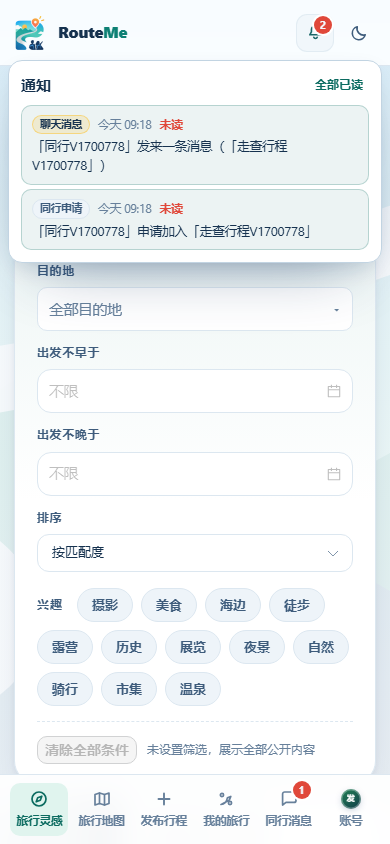 RouteMe
2
通知
全部已读
聊天消息 今天 09:18 未读
「同行V1700778」发来一条消息（「走查行程
V1700778」）
同行申请 今天 09:18 未读
「同行V1700778」申请加入「走查行程V1700778」
目的地
全部目的地
出发不早于
不限
出发不晚于
不限
排序
按匹配度
兴趣 摄影 美食 海边 徒步
露营 历史 展览 夜景 自然
骑行 市集 温泉
清除全部条件 未设置筛选，展示全部公开内容
1
发
旅行灵感 旅行地图 发布行程 我的旅行 同行消息 账号